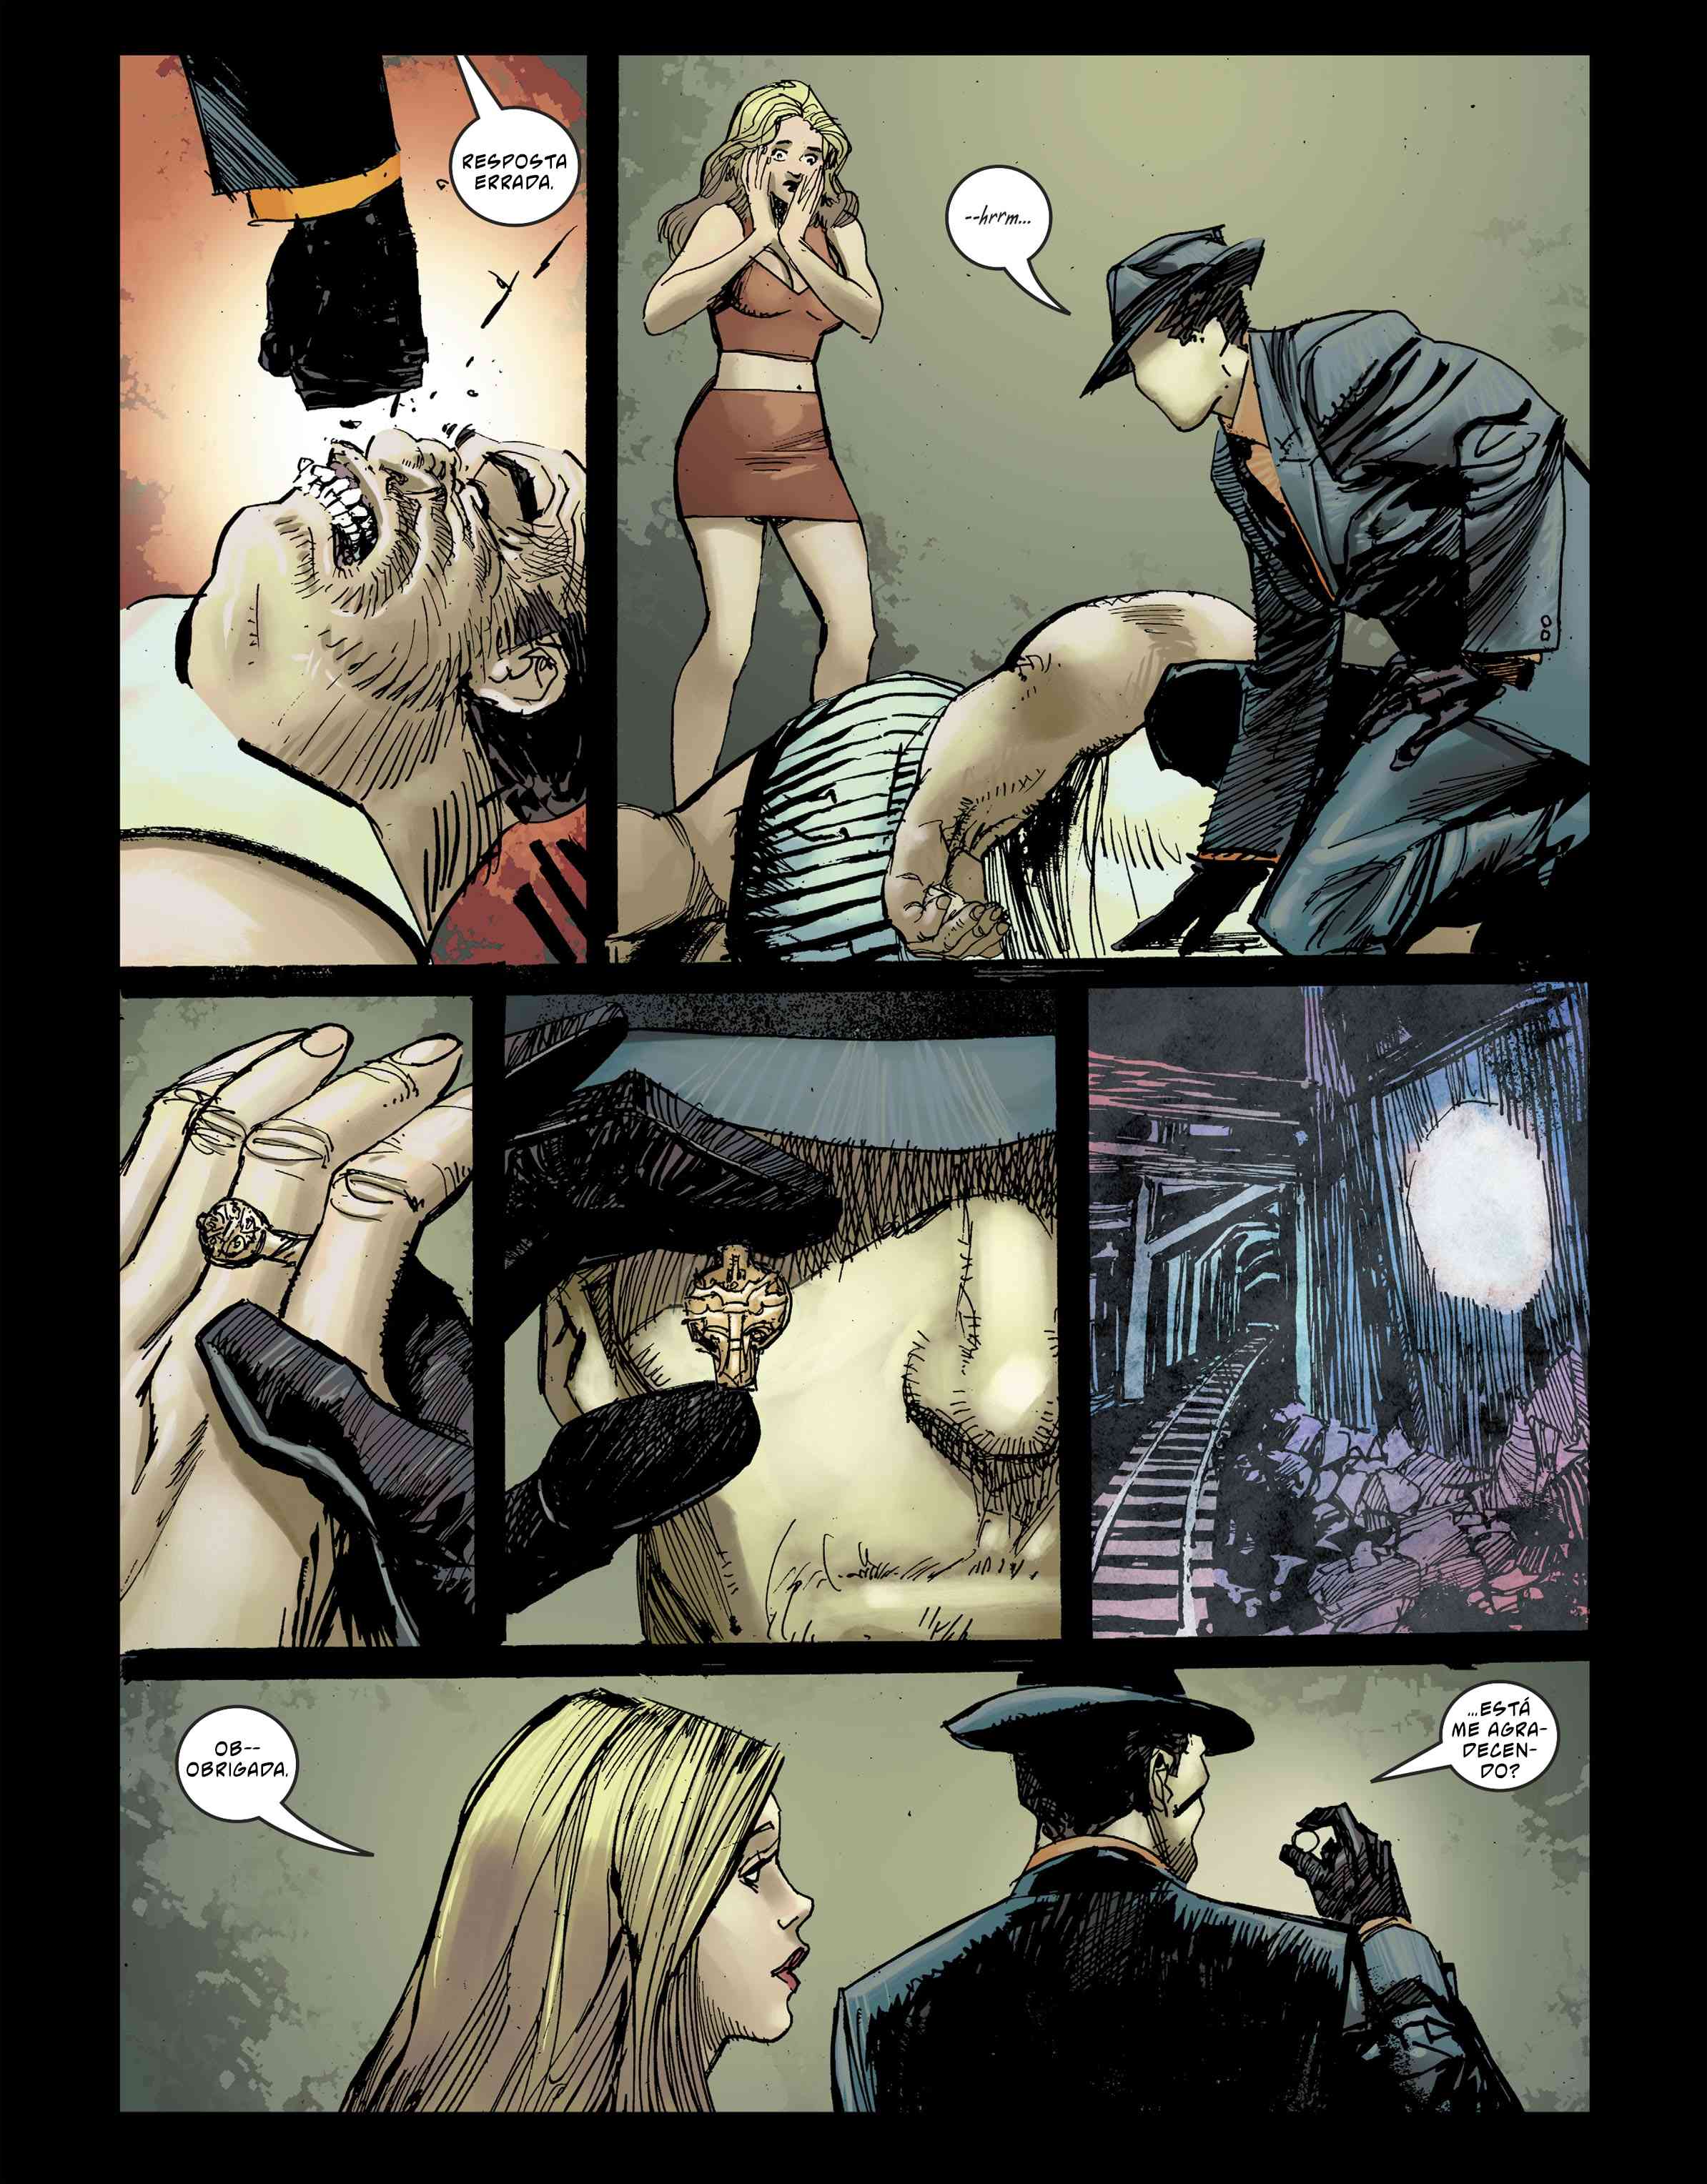 RESPOSTA
ERRADA.
--hrrm...
OB--
OBRIGADA.
...ESTÁ
ME AGRA-
DECEN-
DO?